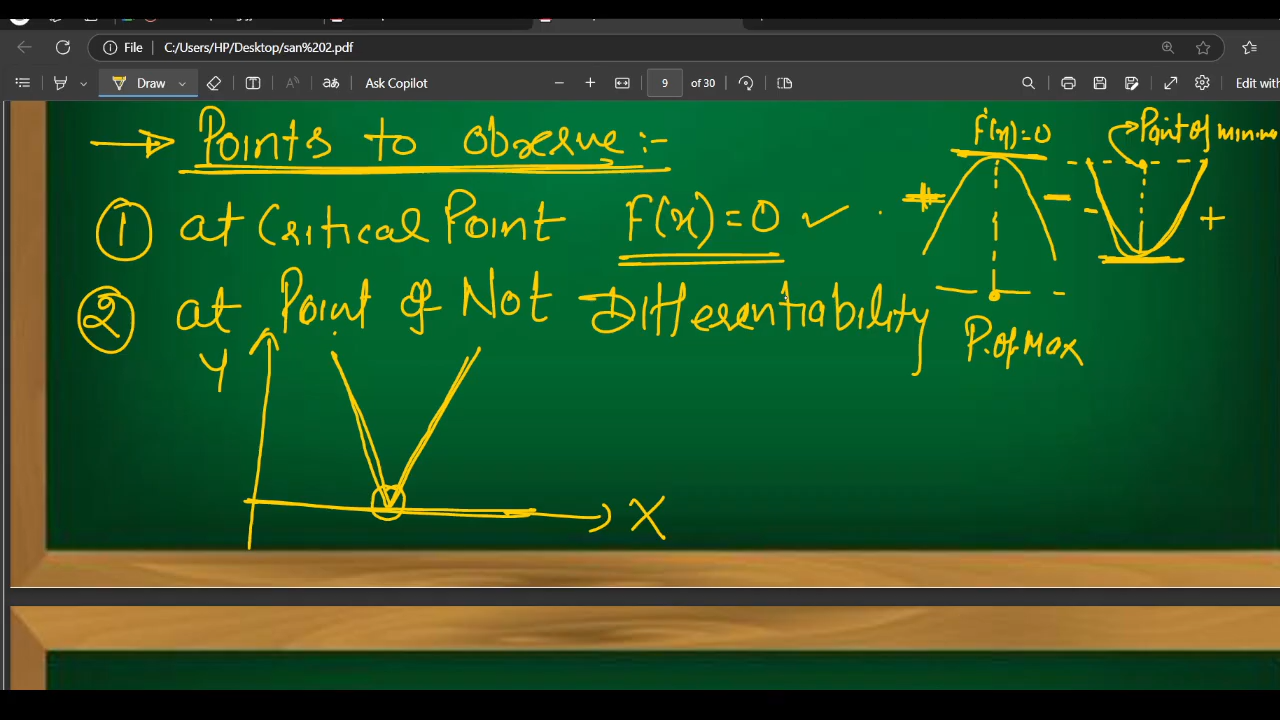 File | C:/Users/HP/Desktop/san%202.pdf
Draw Ask Copilot 9 of 30 Edit with
Points to observe :-
① at Critical Point F(x)=0 ✓
② at Point of Not Differentiability
F'(x)=0
+ -
P. of Max
Point of minima
- +
Y
X